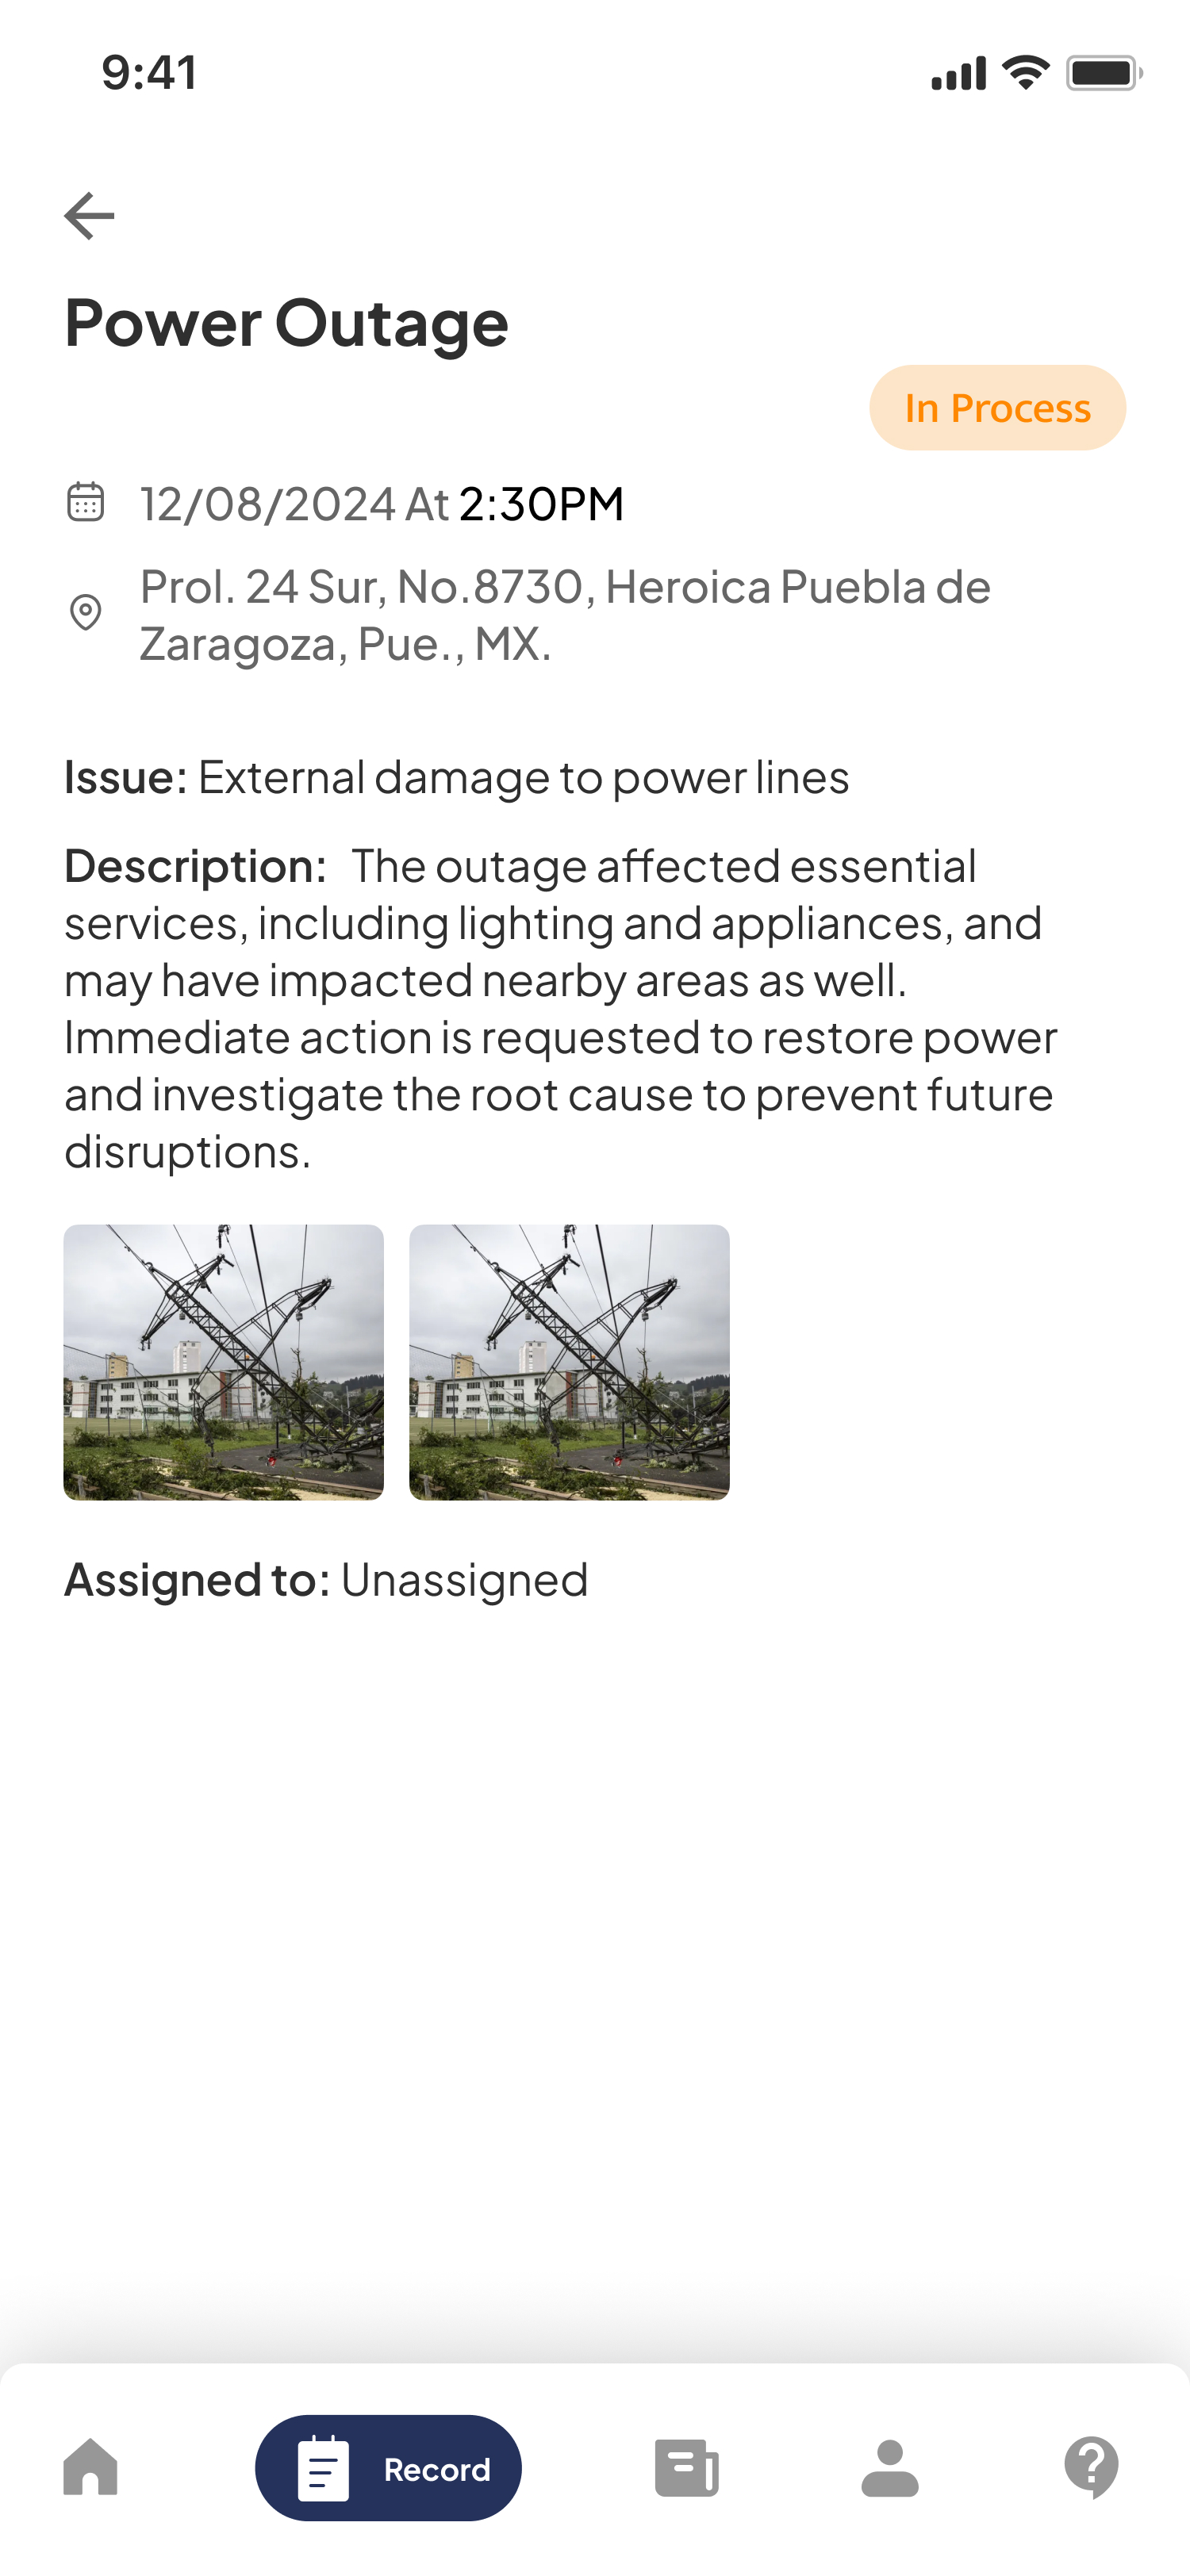 9:41
Power Outage
In Process
12/08/2024 At 2:30PM
Prol. 24 Sur, No.8730, Heroica Puebla de
Zaragoza, Pue., MX.
Issue: External damage to power lines
Description: The outage affected essential
services, including lighting and appliances, and
may have impacted nearby areas as well.
Immediate action is requested to restore power
and investigate the root cause to prevent future
disruptions.
Assigned to: Unassigned
Record